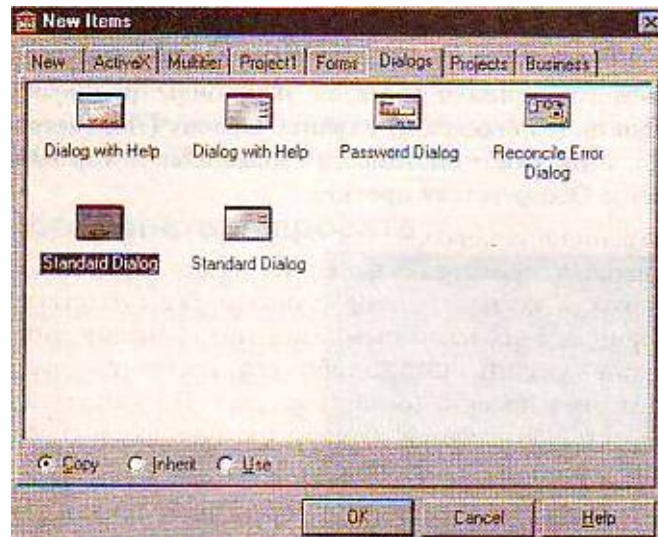 New Items
New ActiveX Multitier Project1 Forms Dialogs Projects Business
Dialog with Help Dialog with Help Password Dialog Reconcile Error
Dialog
Standard Dialog Standard Dialog
Copy Inherit Use
OK Cancel Help